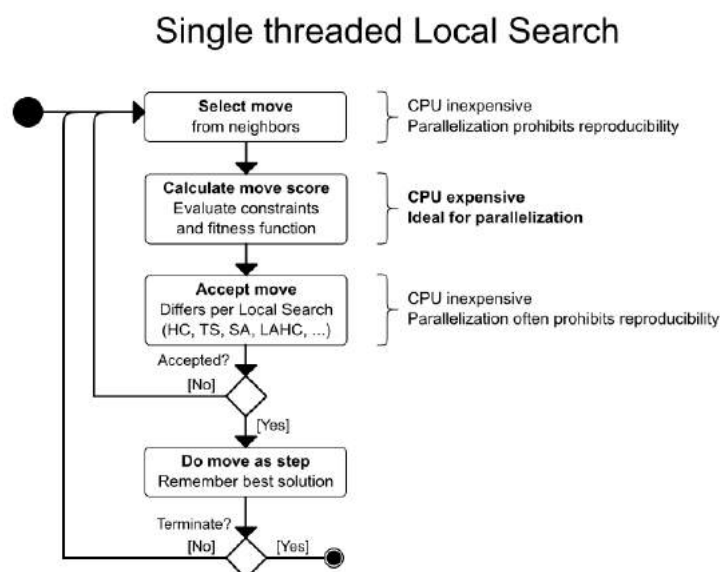 Single threaded Local Search
Select move
from neighbors
CPU inexpensive
Parallelization prohibits reproducibility
Calculate move score
Evaluate constraints
and fitness function
CPU expensive
Ideal for parallelization
Accept move
Differs per Local Search
(HC, TS, SA, LAHC, ...)
CPU inexpensive
Parallelization often prohibits reproducibility
Accepted?
[No]
[Yes]
Do move as step
Remember best solution
Terminate?
[No]
[Yes]